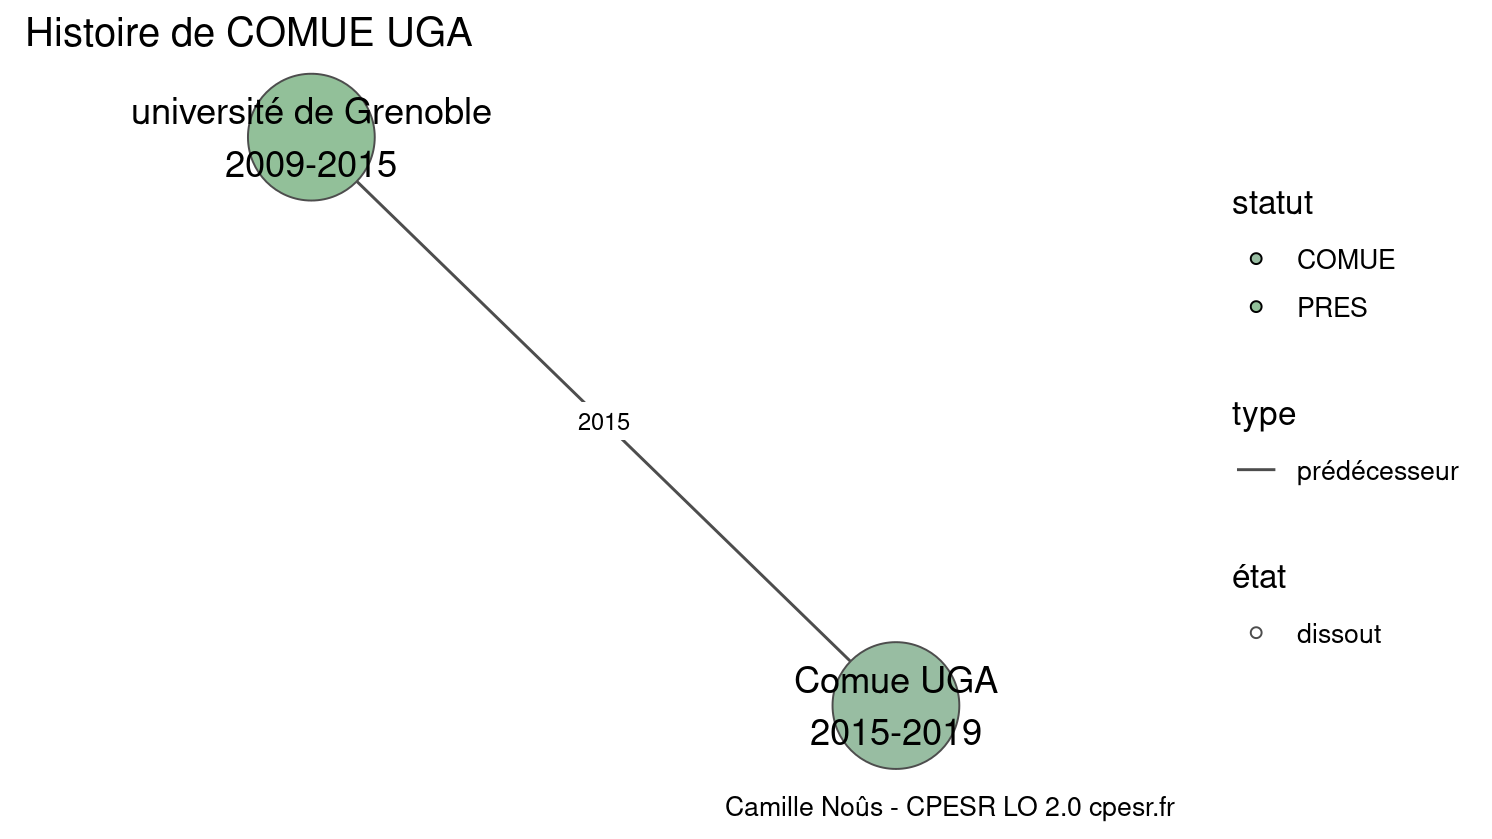 Histoire de COMUE UGA
université de Grenoble
2009-2015
2015
Comue UGA
2015-2019
statut
COMUE
PRES
type
prédécesseur
état
dissout
Camille Noûs - CPESR LO 2.0 cpesr.fr